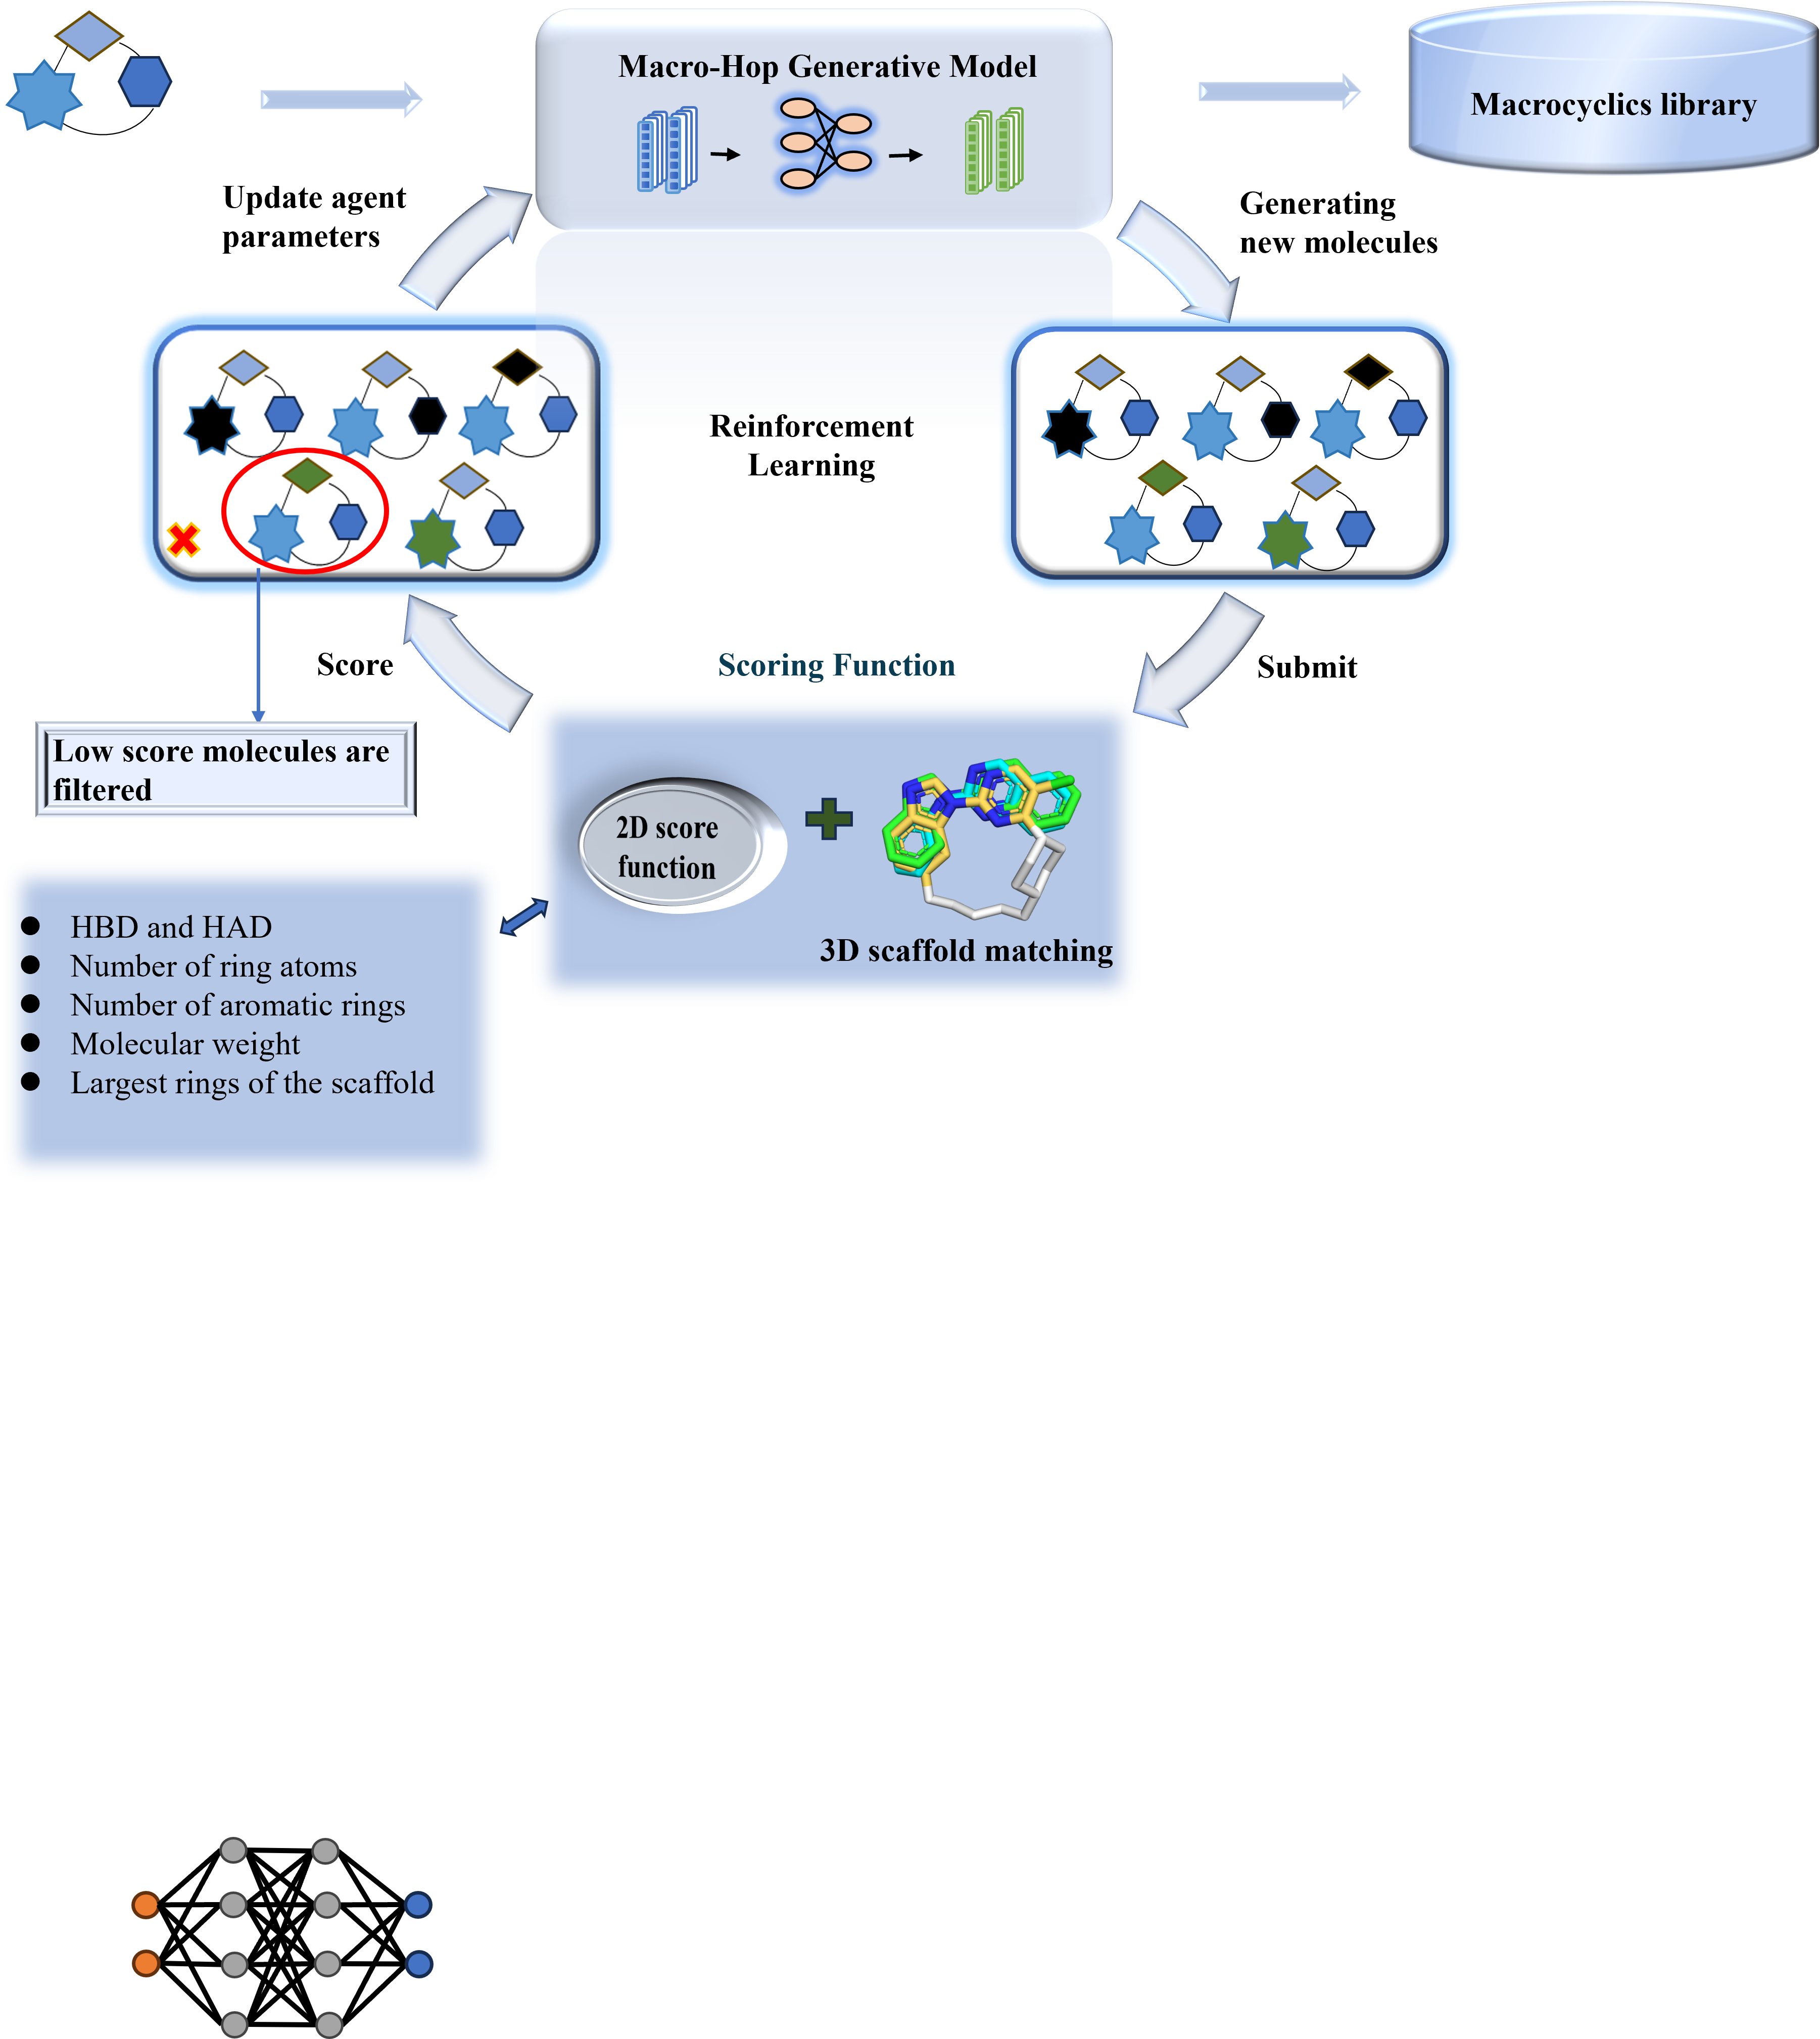 Macro-Hop Generative Model
Macrocyclics library
Update agent
parameters
Generating
new molecules
Reinforcement
Learning
Score
Scoring Function
Submit
Low score molecules are
filtered
2D score
function
3D scaffold matching
● HBD and HAD
● Number of ring atoms
● Number of aromatic rings
● Molecular weight
● Largest rings of the scaffold